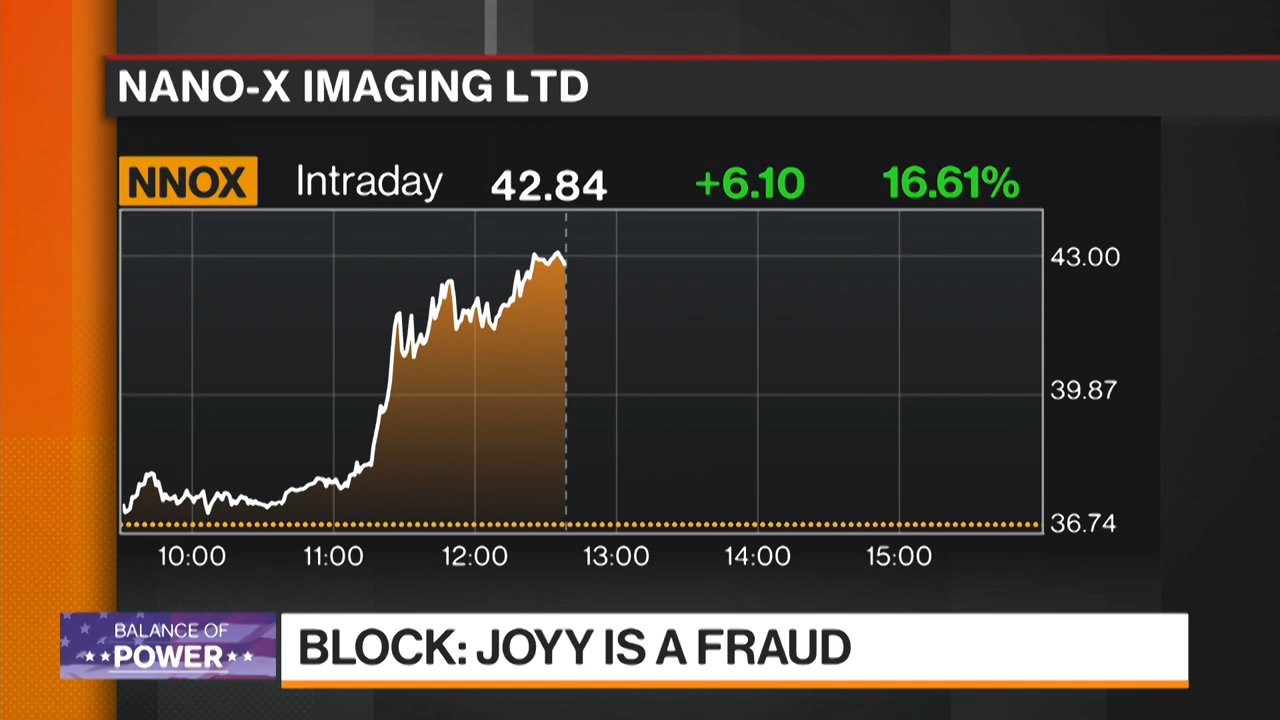 NANO-X IMAGING LTD
NNOX Intraday 42.84 +6.10 16.61%
43.00
39.87
36.74
10:00 11:00 12:00 13:00 14:00 15:00
BALANCE OF
POWER
BLOCK: JOYY IS A FRAUD